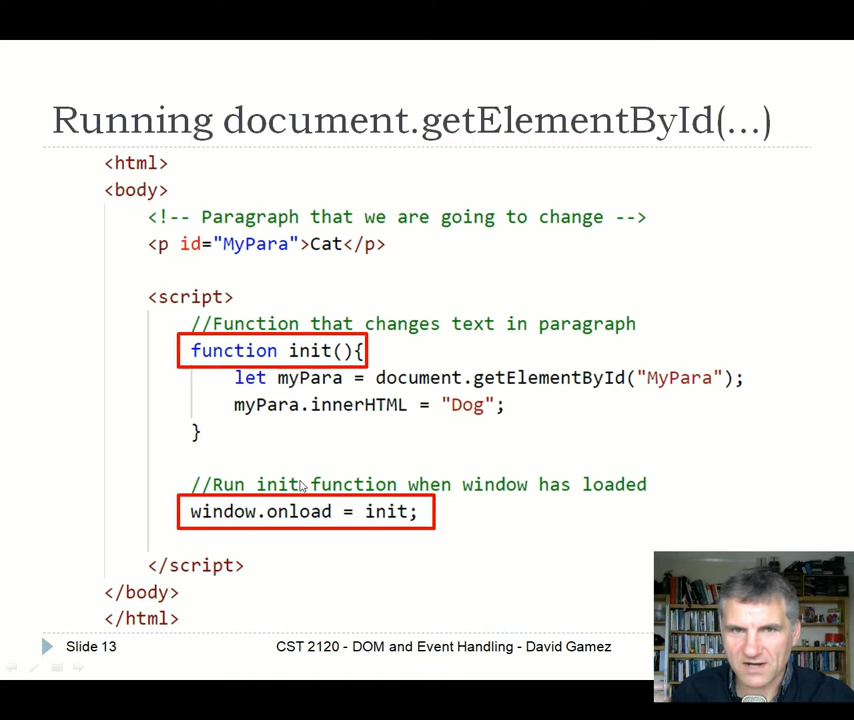 Running document.getElementById(...)
<html>
<body>
<!-- Paragraph that we are going to change -->
<p id="MyPara">Cat</p>
<script>
//Function that changes text in paragraph
function init(){
let myPara = document.getElementById("MyPara");
myPara.innerHTML = "Dog";
}
//Run init function when window has loaded
window.onload = init;
</script>
</body>
</html>
Slide 13
CST 2120 - DOM and Event Handling - David Gamez